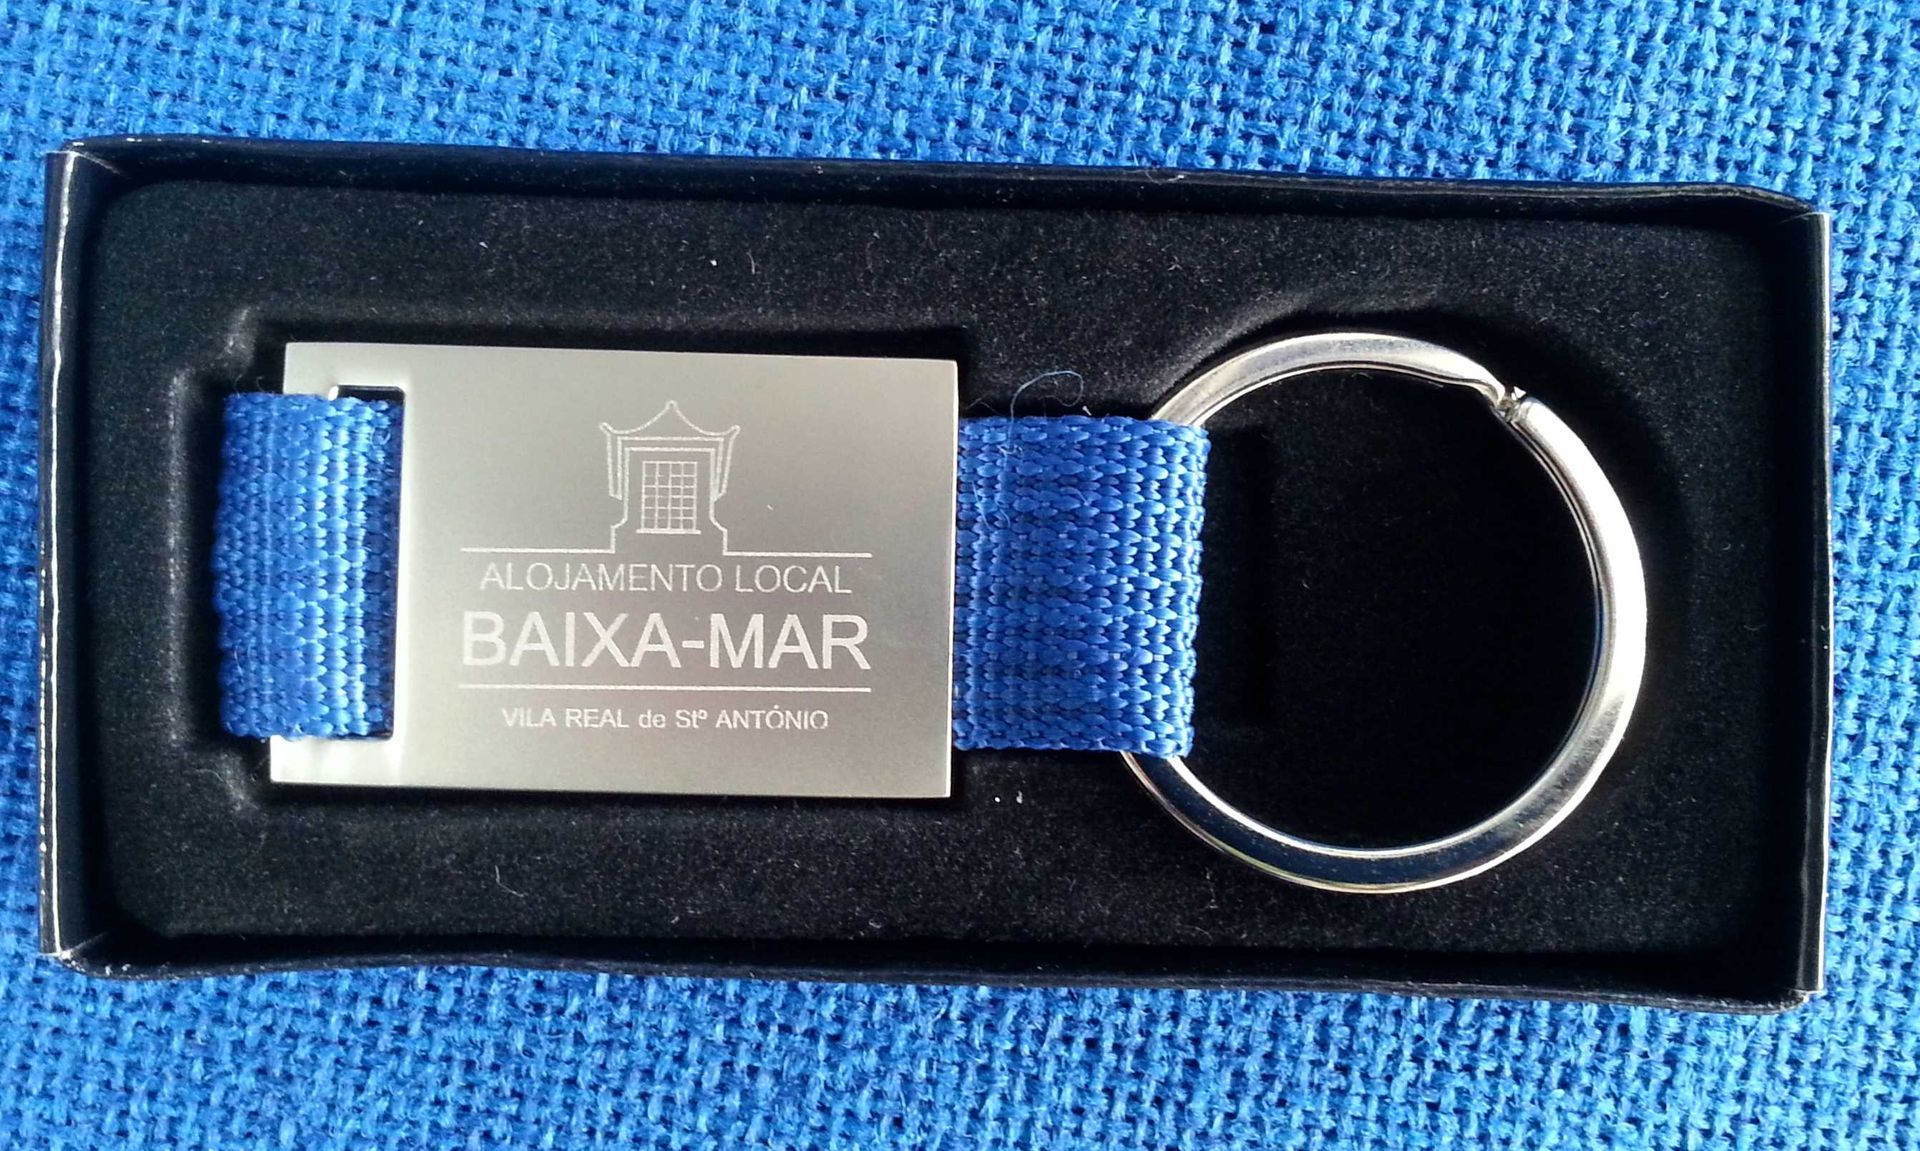 ALOJAMENTO LOCAL
BAIXA-MAR
VILA REAL de Stº ANTÓNIO